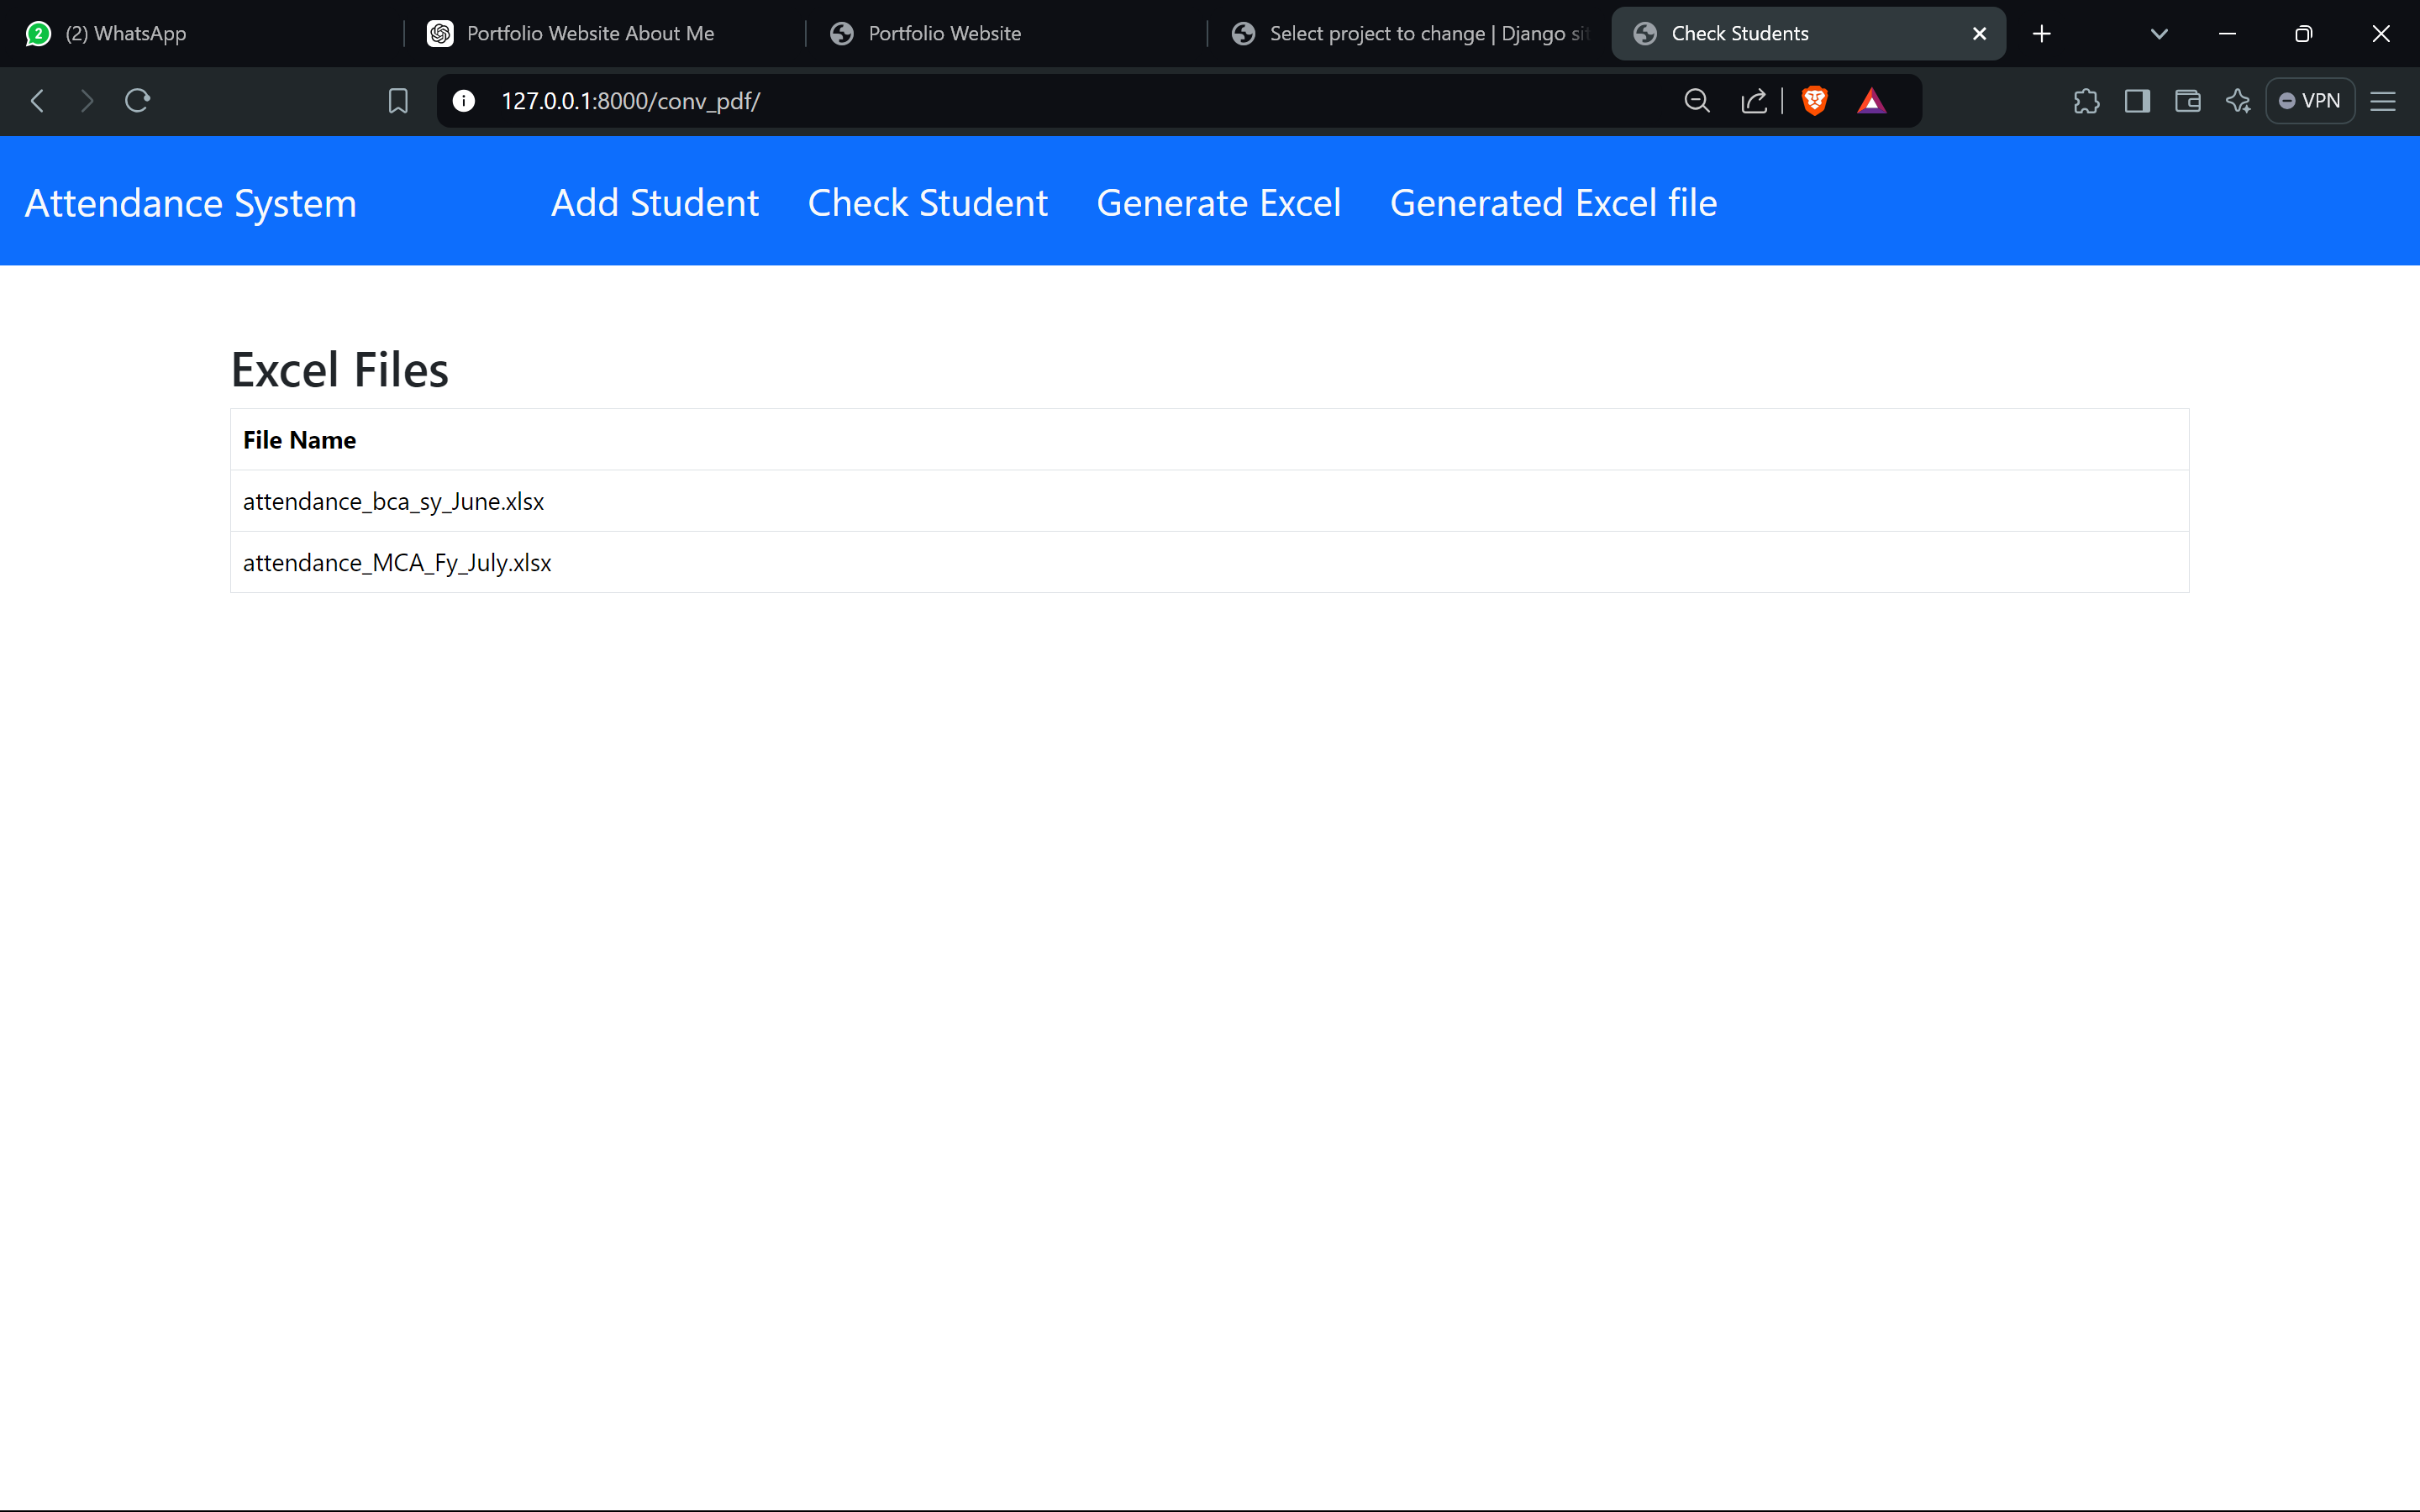 2 (2) WhatsApp
Portfolio Website About Me
Portfolio Website
Select project to change | Django sit
Check Students
127.0.0.1:8000/conv_pdf/
VPN
Attendance System Add Student Check Student Generate Excel Generated Excel file
Excel Files
File Name
attendance_bca_sy_June.xlsx
attendance_MCA_Fy_July.xlsx